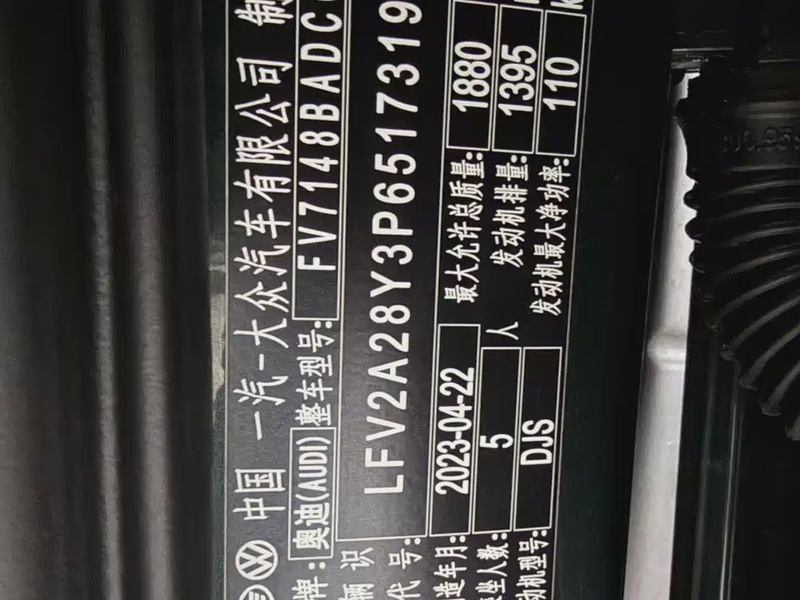 中国 一汽-大众汽车有限公司 制
牌: 奥迪(AUDI) 整车型号: FV7148BADC
辆识
代号: LFV2A28Y3P6517319
造年月: 2023-04-22 最大允许总质量: 1880
坐人数: 5 人 发动机排量: 1395
动机型号: DJS 发动机最大净功率: 110